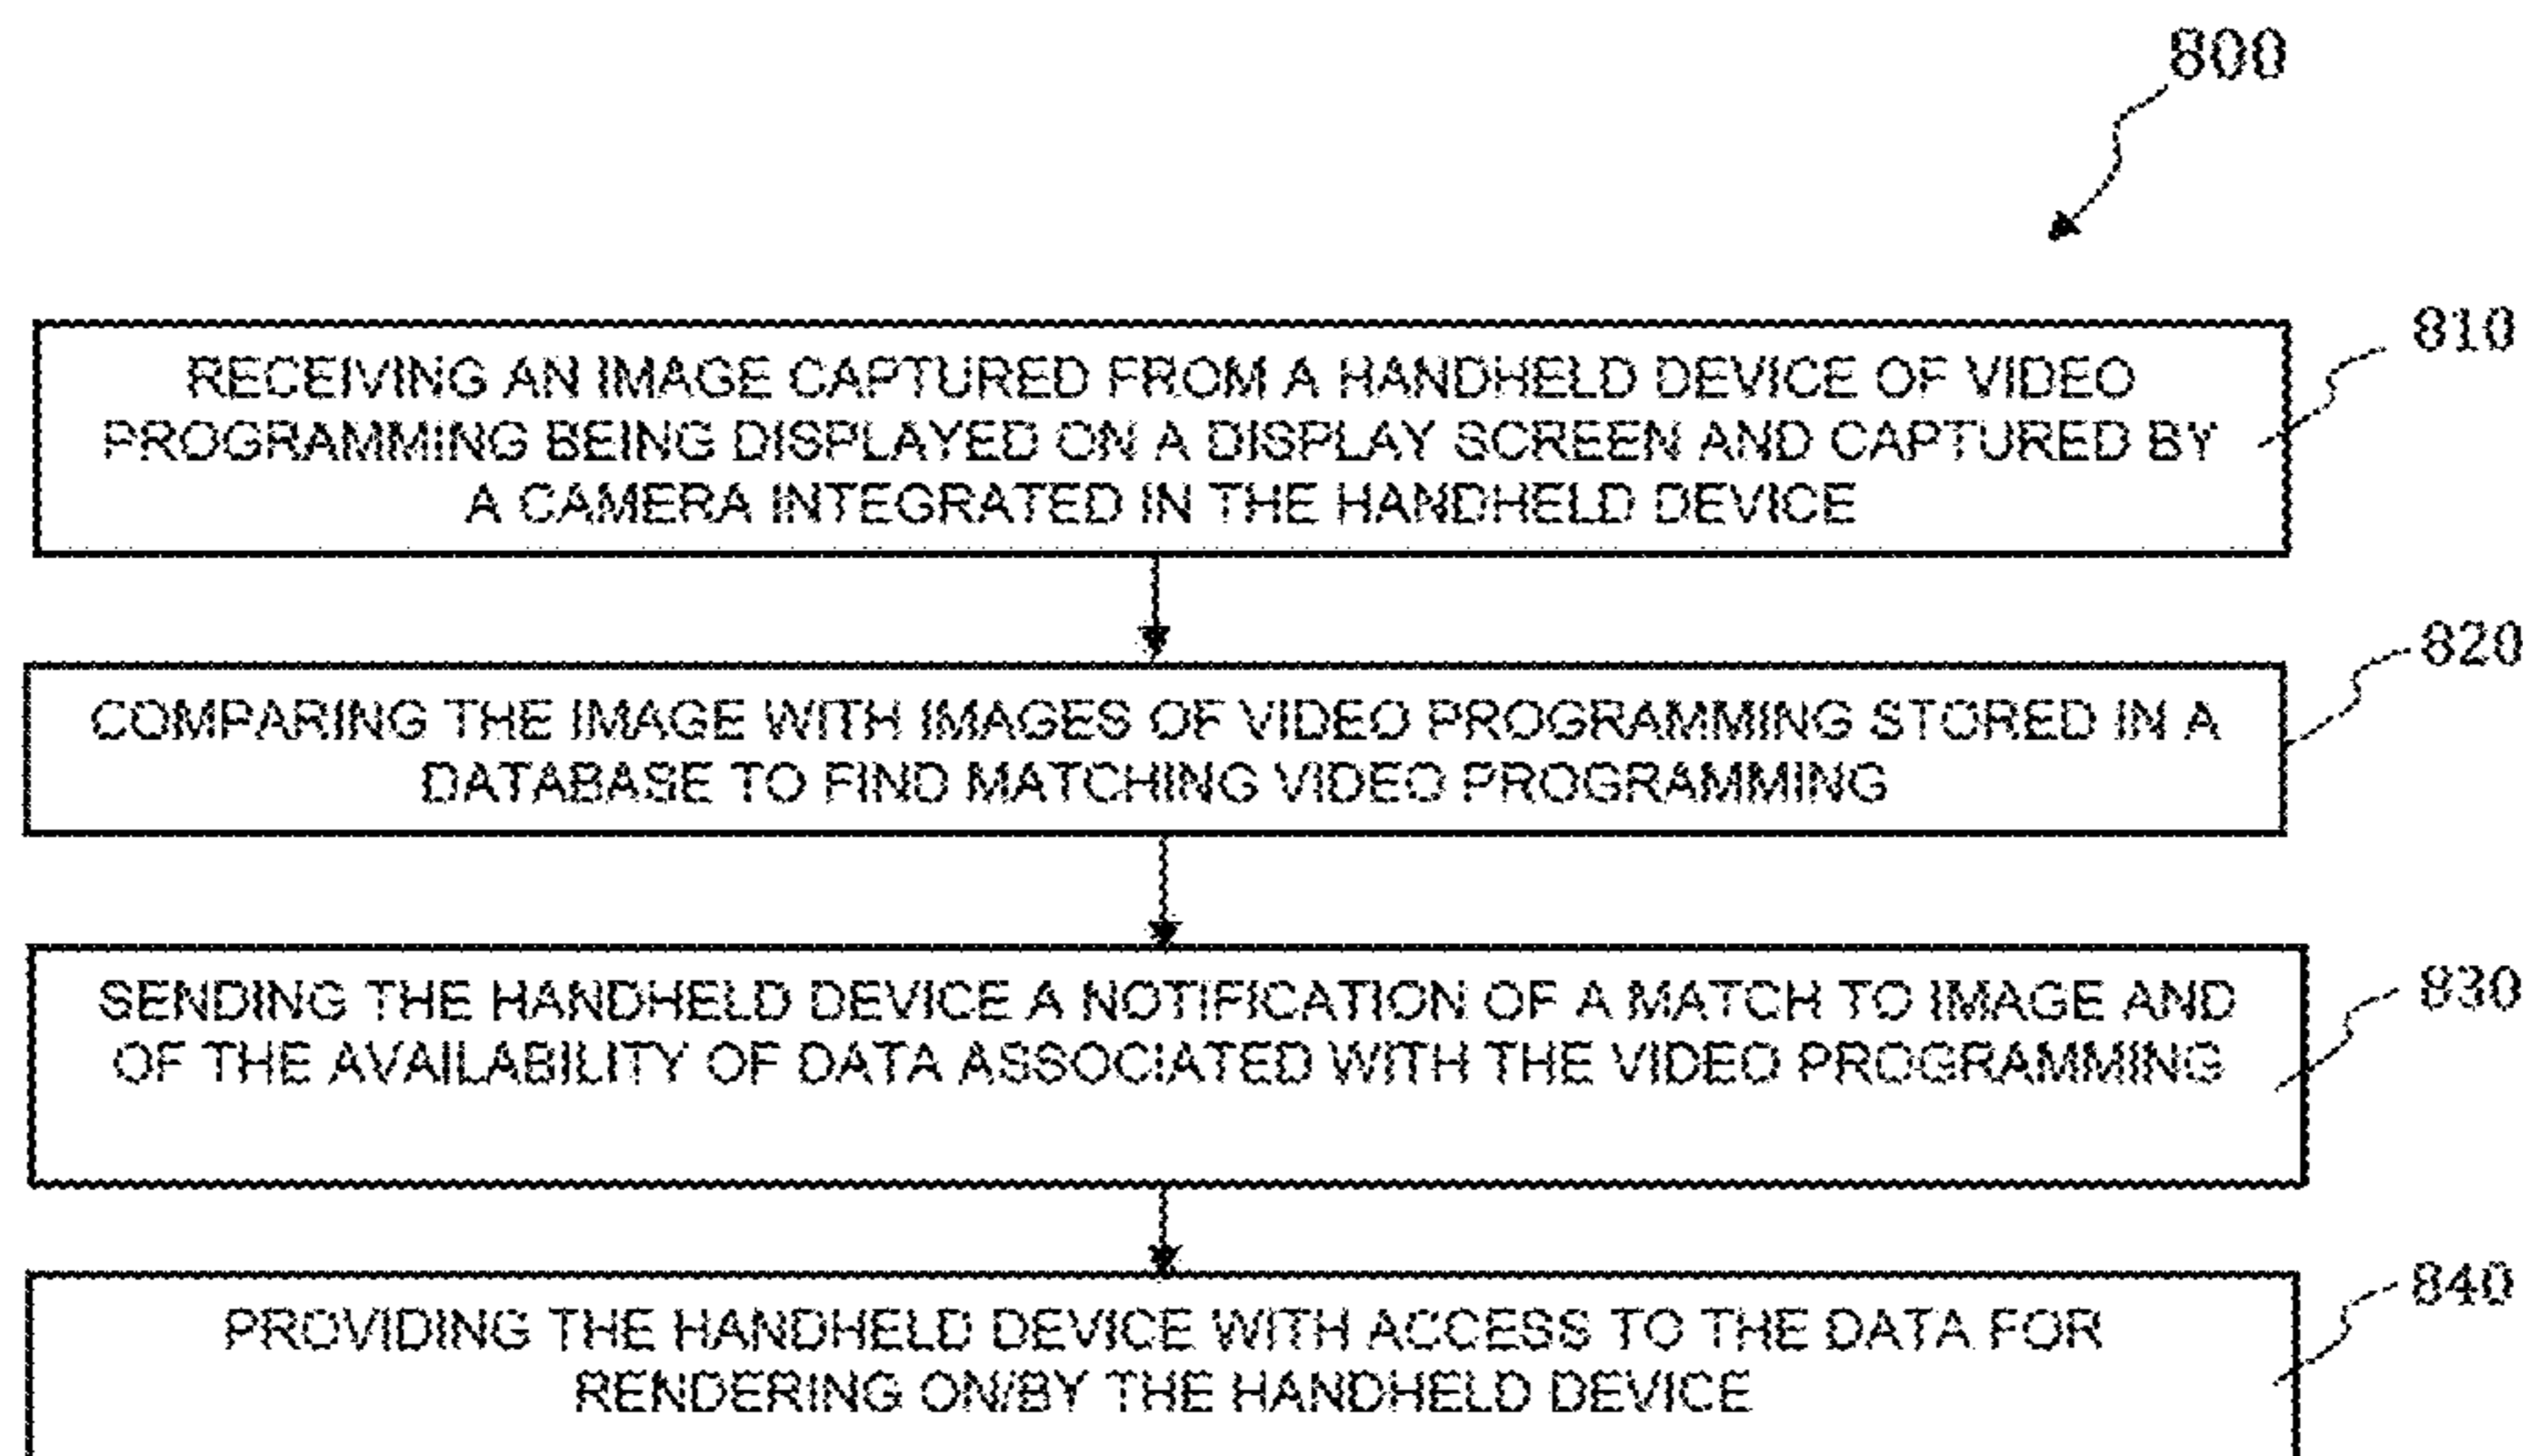 800
RECEIVING AN IMAGE CAPTURED FROM A HANDHELD DEVICE OF VIDEO
PROGRAMMING BEING DISPLAYED ON A DISPLAY SCREEN AND CAPTURED BY
A CAMERA INTEGRATED IN THE HANDHELD DEVICE
810
COMPARING THE IMAGE WITH IMAGES OF VIDEO PROGRAMMING STORED IN A
DATABASE TO FIND MATCHING VIDEO PROGRAMMING
820
SENDING THE HANDHELD DEVICE A NOTIFICATION OF A MATCH TO IMAGE AND
OF THE AVAILABILITY OF DATA ASSOCIATED WITH THE VIDEO PROGRAMMING
830
PROVIDING THE HANDHELD DEVICE WITH ACCESS TO THE DATA FOR
RENDERING ON/BY THE HANDHELD DEVICE
840